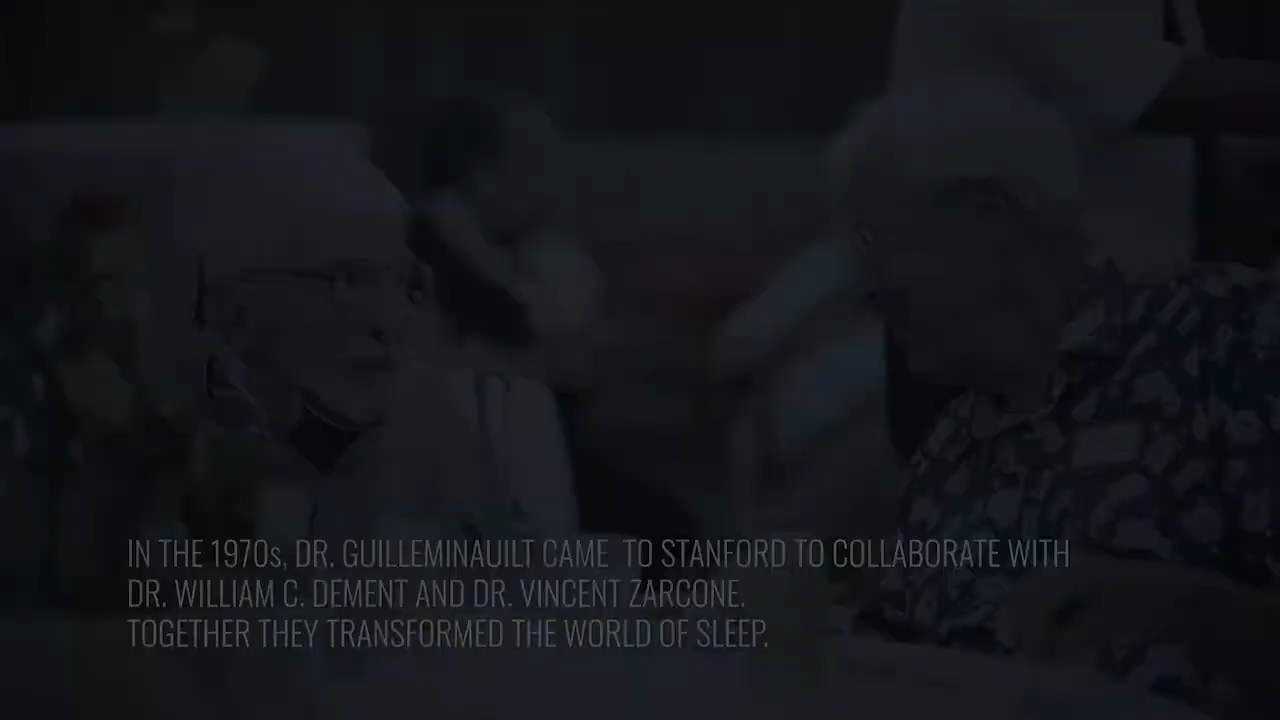 IN THE 1970s, DR. GUILLEMINAUILT CAME TO STANFORD TO COLLABORATE WITH
DR. WILLIAM C. DEMENT AND DR. VINCENT ZARCONE.
TOGETHER THEY TRANSFORMED THE WORLD OF SLEEP.